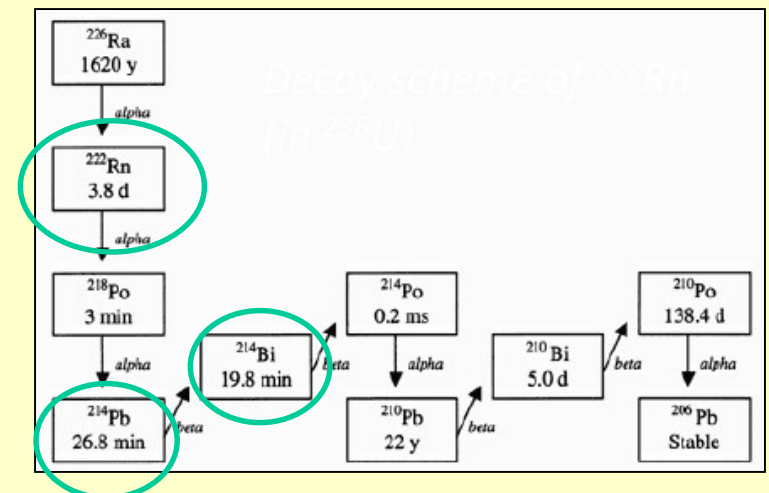 Decay scheme of ²²²Rn
(in ²³⁸U)
²²⁶Ra
1620 y
alpha
²²²Rn
3.8 d
alpha
²¹⁸Po
3 min
alpha
²¹⁴Pb
26.8 min
beta
²¹⁴Bi
19.8 min
beta
²¹⁴Po
0.2 ms
alpha
²¹⁰Pb
22 y
beta
²¹⁰Bi
5.0 d
beta
²¹⁰Po
138.4 d
alpha
²⁰⁶Pb
Stable